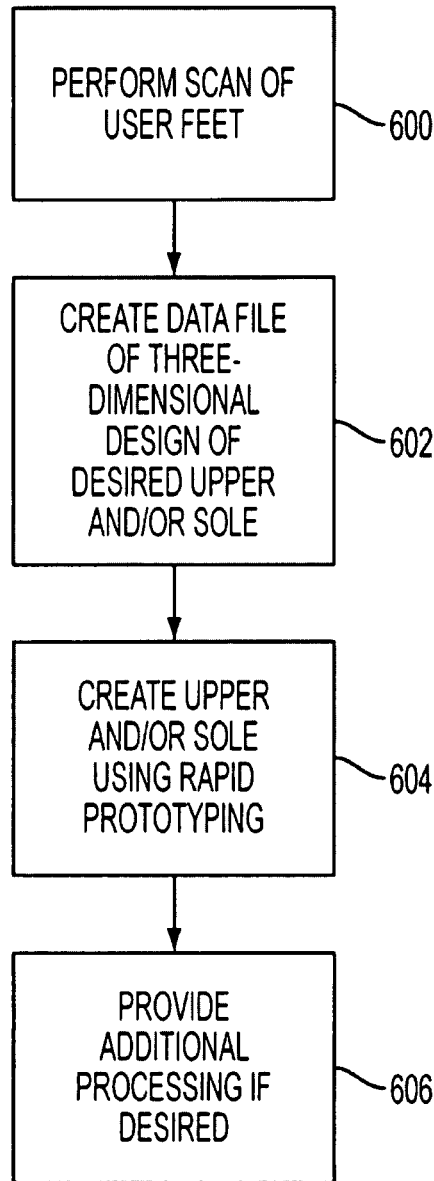 PERFORM SCAN OF
USER FEET
600
CREATE DATA FILE
OF THREE-
DIMENSIONAL
DESIGN OF
DESIRED UPPER
AND/OR SOLE
602
CREATE UPPER
AND/OR SOLE
USING RAPID
PROTOTYPING
604
PROVIDE
ADDITIONAL
PROCESSING IF
DESIRED
606